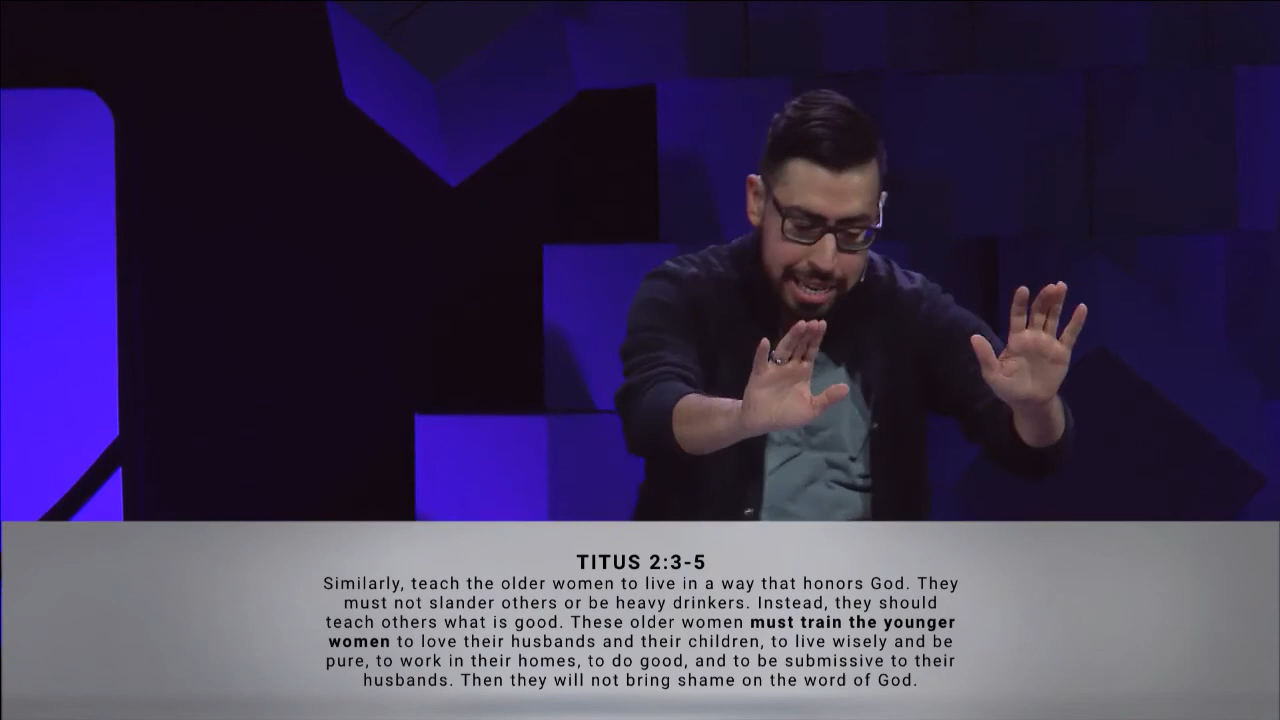 TITUS 2:3-5
Similarly, teach the older women to live in a way that honors God. They
must not slander others or be heavy drinkers. Instead, they should
teach others what is good. These older women must train the younger
women to love their husbands and their children, to live wisely and be
pure, to work in their homes, to do good, and to be submissive to their
husbands. Then they will not bring shame on the word of God.